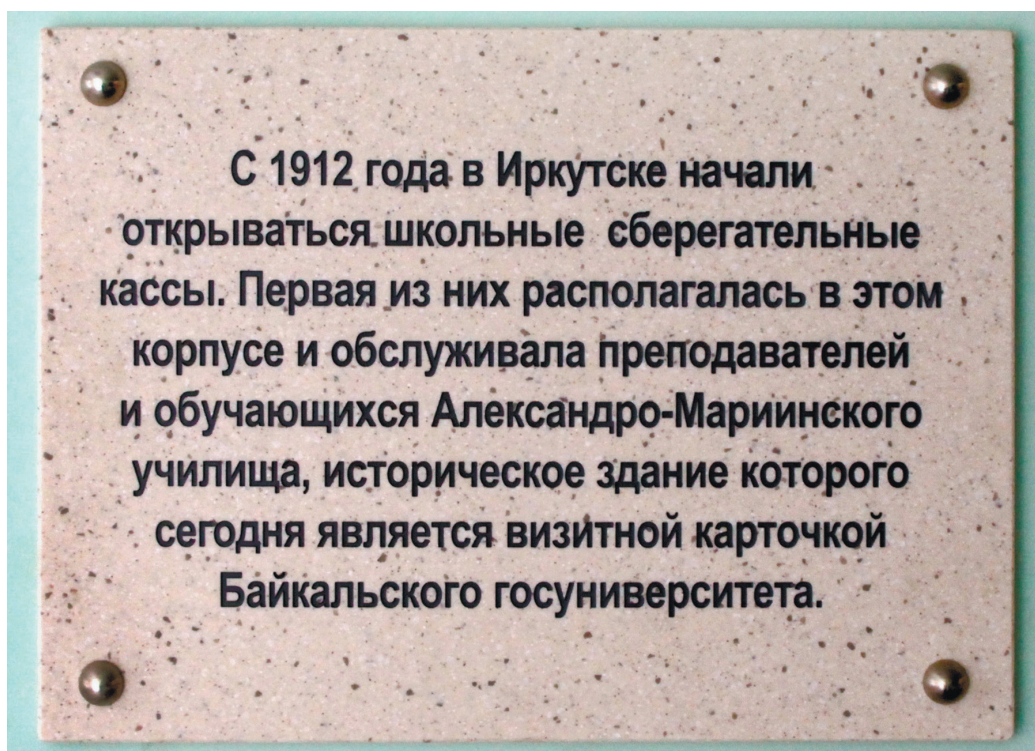 С 1912 года в Иркутске начали
открываться школьные сберегательные
кассы. Первая из них располагалась в этом
корпусе и обслуживала преподавателей
и обучающихся Александро-Мариинского
училища, историческое здание которого
сегодня является визитной карточкой
Байкальского госуниверситета.